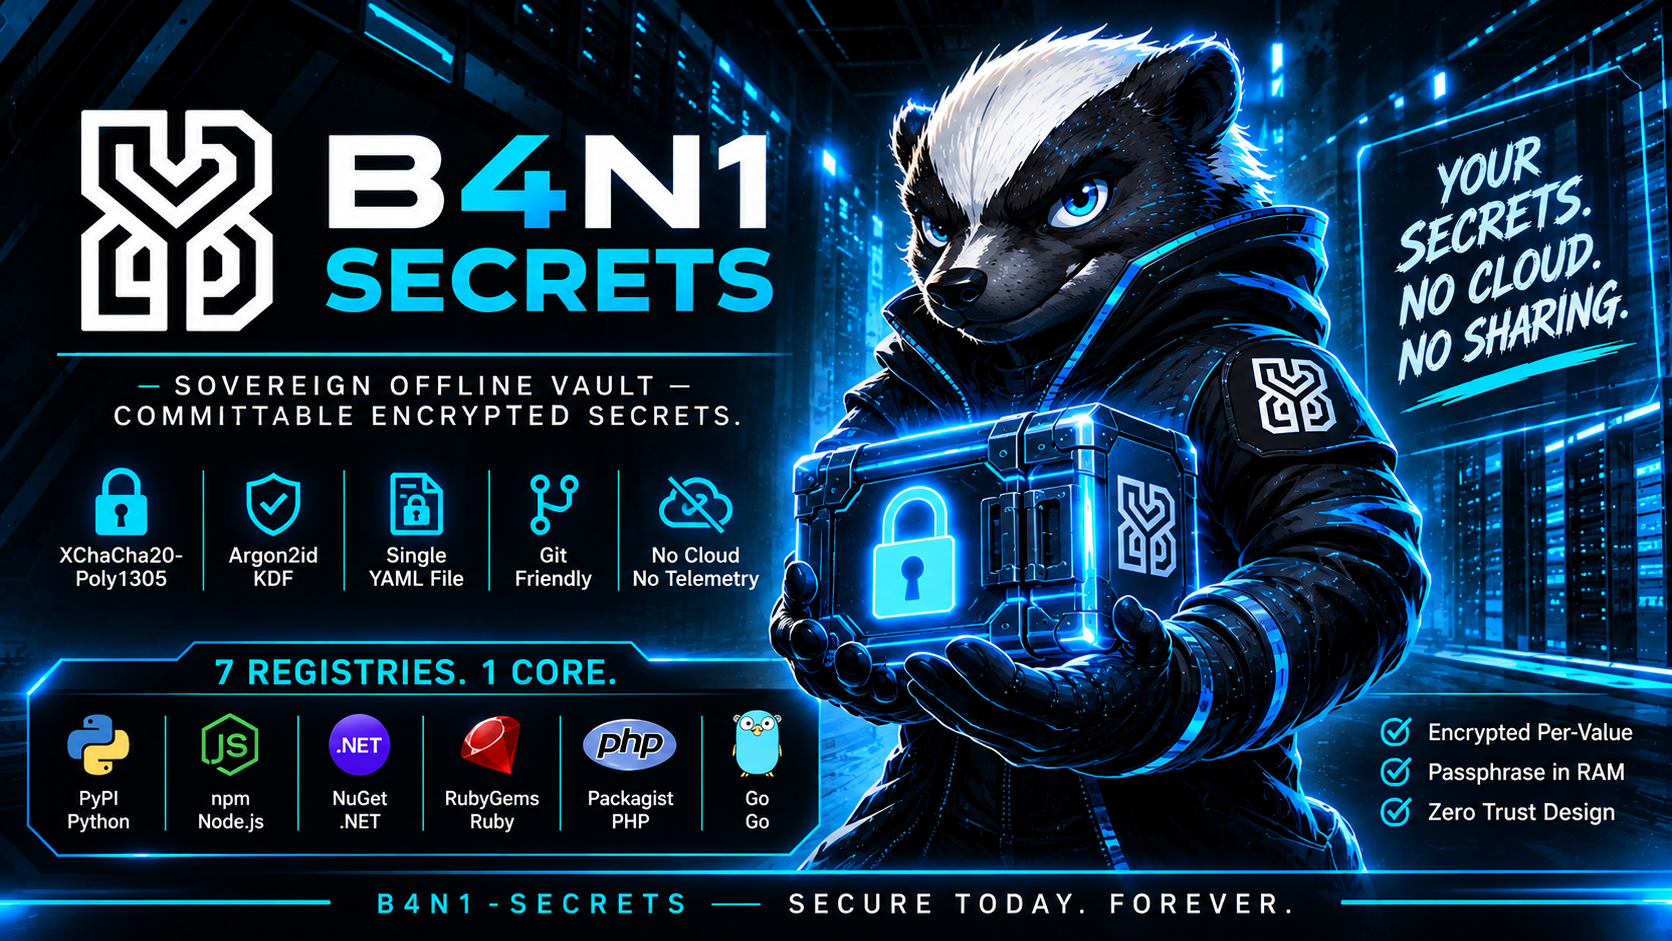 B4N1
SECRETS
— SOVEREIGN OFFLINE VAULT —
COMMITTABLE ENCRYPTED SECRETS.
XChaCha20-
Poly1305
Argon2id
KDF
Single
YAML File
Git
Friendly
No Cloud
No Telemetry
7 REGISTRIES. 1 CORE.
JS
.NET
php
PyPI
Python
npm
Node.js
NuGet
.NET
RubyGems
Ruby
Packagist
PHP
Go
Go
YOUR
SECRETS.
NO CLOUD.
NO SHARING.
Encrypted Per-Value
Passphrase in RAM
Zero Trust Design
B4N1-SECRETS — SECURE TODAY. FOREVER.